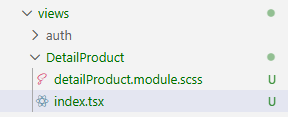 views
auth
DetailProduct
detailProduct.module.scss U
index.tsx U